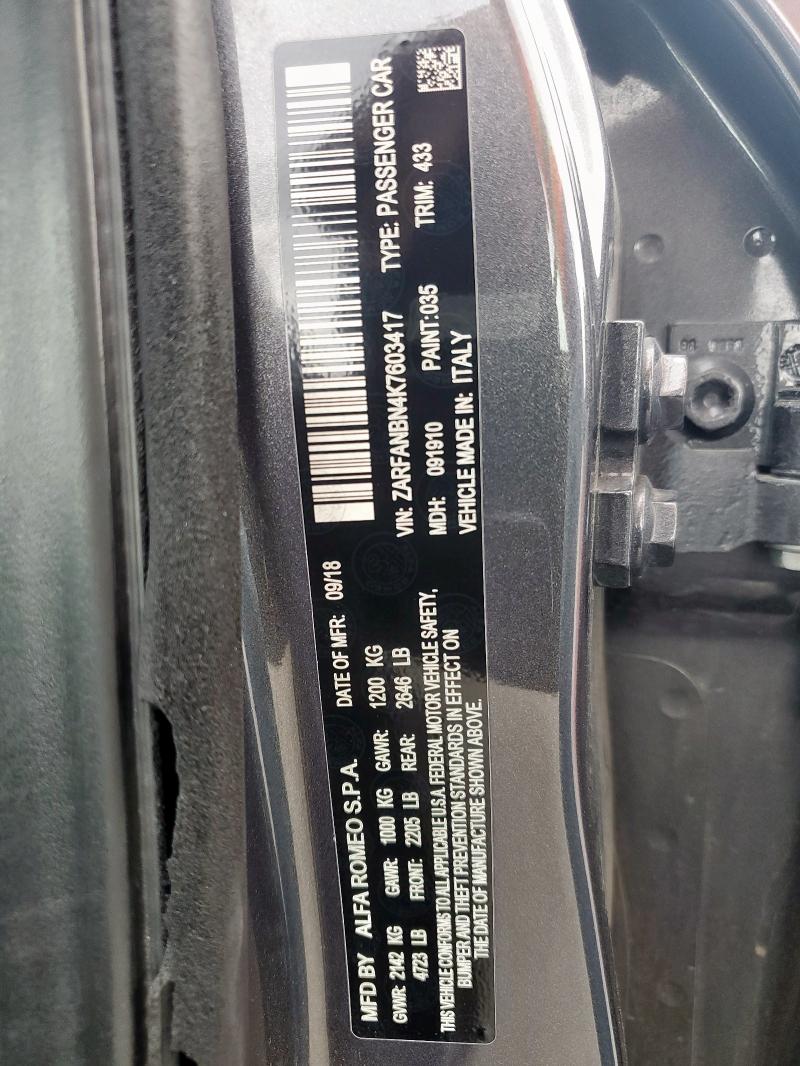 MFD BY ALFA ROMEO S.P.A. DATE OF MFR: 09/18
GVWR: 2142 KG GAWR: 1000 KG GAWR: 1200 KG
4723 LB FRONT: 2205 LB REAR: 2646 LB
THIS VEHICLE CONFORMS TO ALL APPLICABLE U.S.A. FEDERAL MOTOR VEHICLE SAFETY,
BUMPER AND THEFT PREVENTION STANDARDS IN EFFECT ON
THE DATE OF MANUFACTURE SHOWN ABOVE.
VIN: ZARFANBN4K7603417 TYPE: PASSENGER CAR
MDH: 091910 PAINT:035 TRIM: 433
VEHICLE MADE IN: ITALY